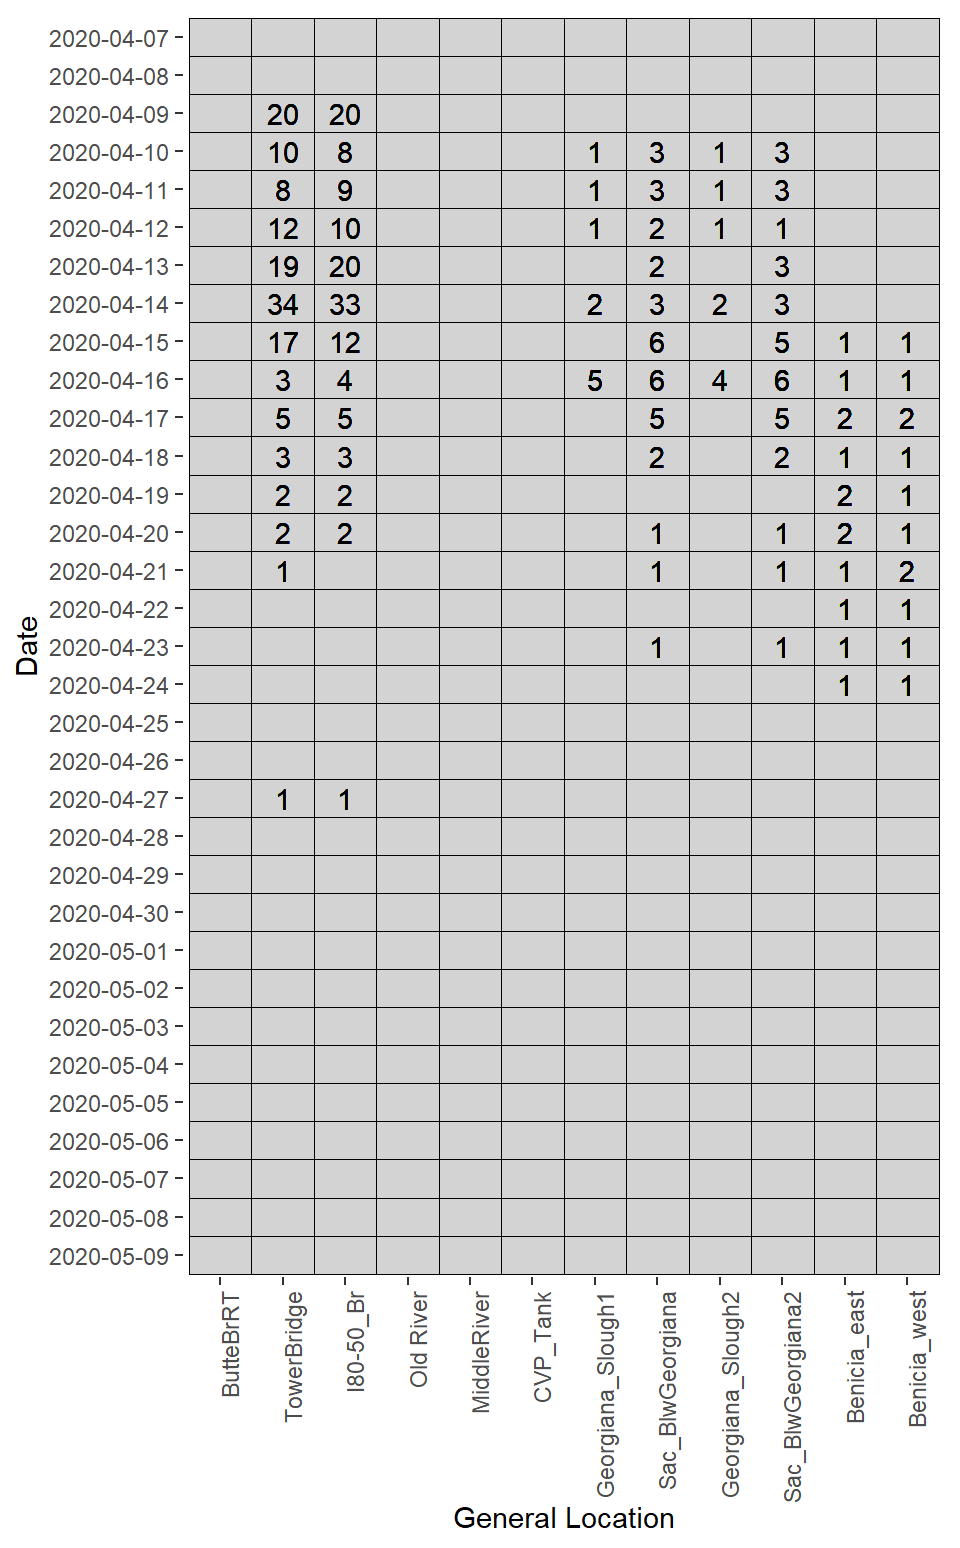 2020-04-07
2020-04-08
2020-04-09 20 20
2020-04-10 10 8 1 3 1 3
2020-04-11 8 9 1 3 1 3
2020-04-12 12 10 1 2 1 1
2020-04-13 19 20 2 3
2020-04-14 34 33 2 3 2 3
2020-04-15 17 12 6 5 1 1
2020-04-16 3 4 5 6 4 6 1 1
2020-04-17 5 5 5 5 2 2
2020-04-18 3 3 2 2 1 1
2020-04-19 2 2 2 1
2020-04-20 2 2 1 1 2 1
2020-04-21 1 1 1 1 2
2020-04-22 1 1
2020-04-23 1 1 1 1
2020-04-24 1 1
2020-04-25
2020-04-26
2020-04-27 1 1
2020-04-28
2020-04-29
2020-04-30
2020-05-01
2020-05-02
2020-05-03
2020-05-04
2020-05-05
2020-05-06
2020-05-07
2020-05-08
2020-05-09
Date
ButteBrRT
TowerBridge
I80-50_Br
Old River
MiddleRiver
CVP_Tank
Georgiana_Slough1
Sac_BlwGeorgiana
Georgiana_Slough2
Sac_BlwGeorgiana2
Benicia_east
Benicia_west
General Location